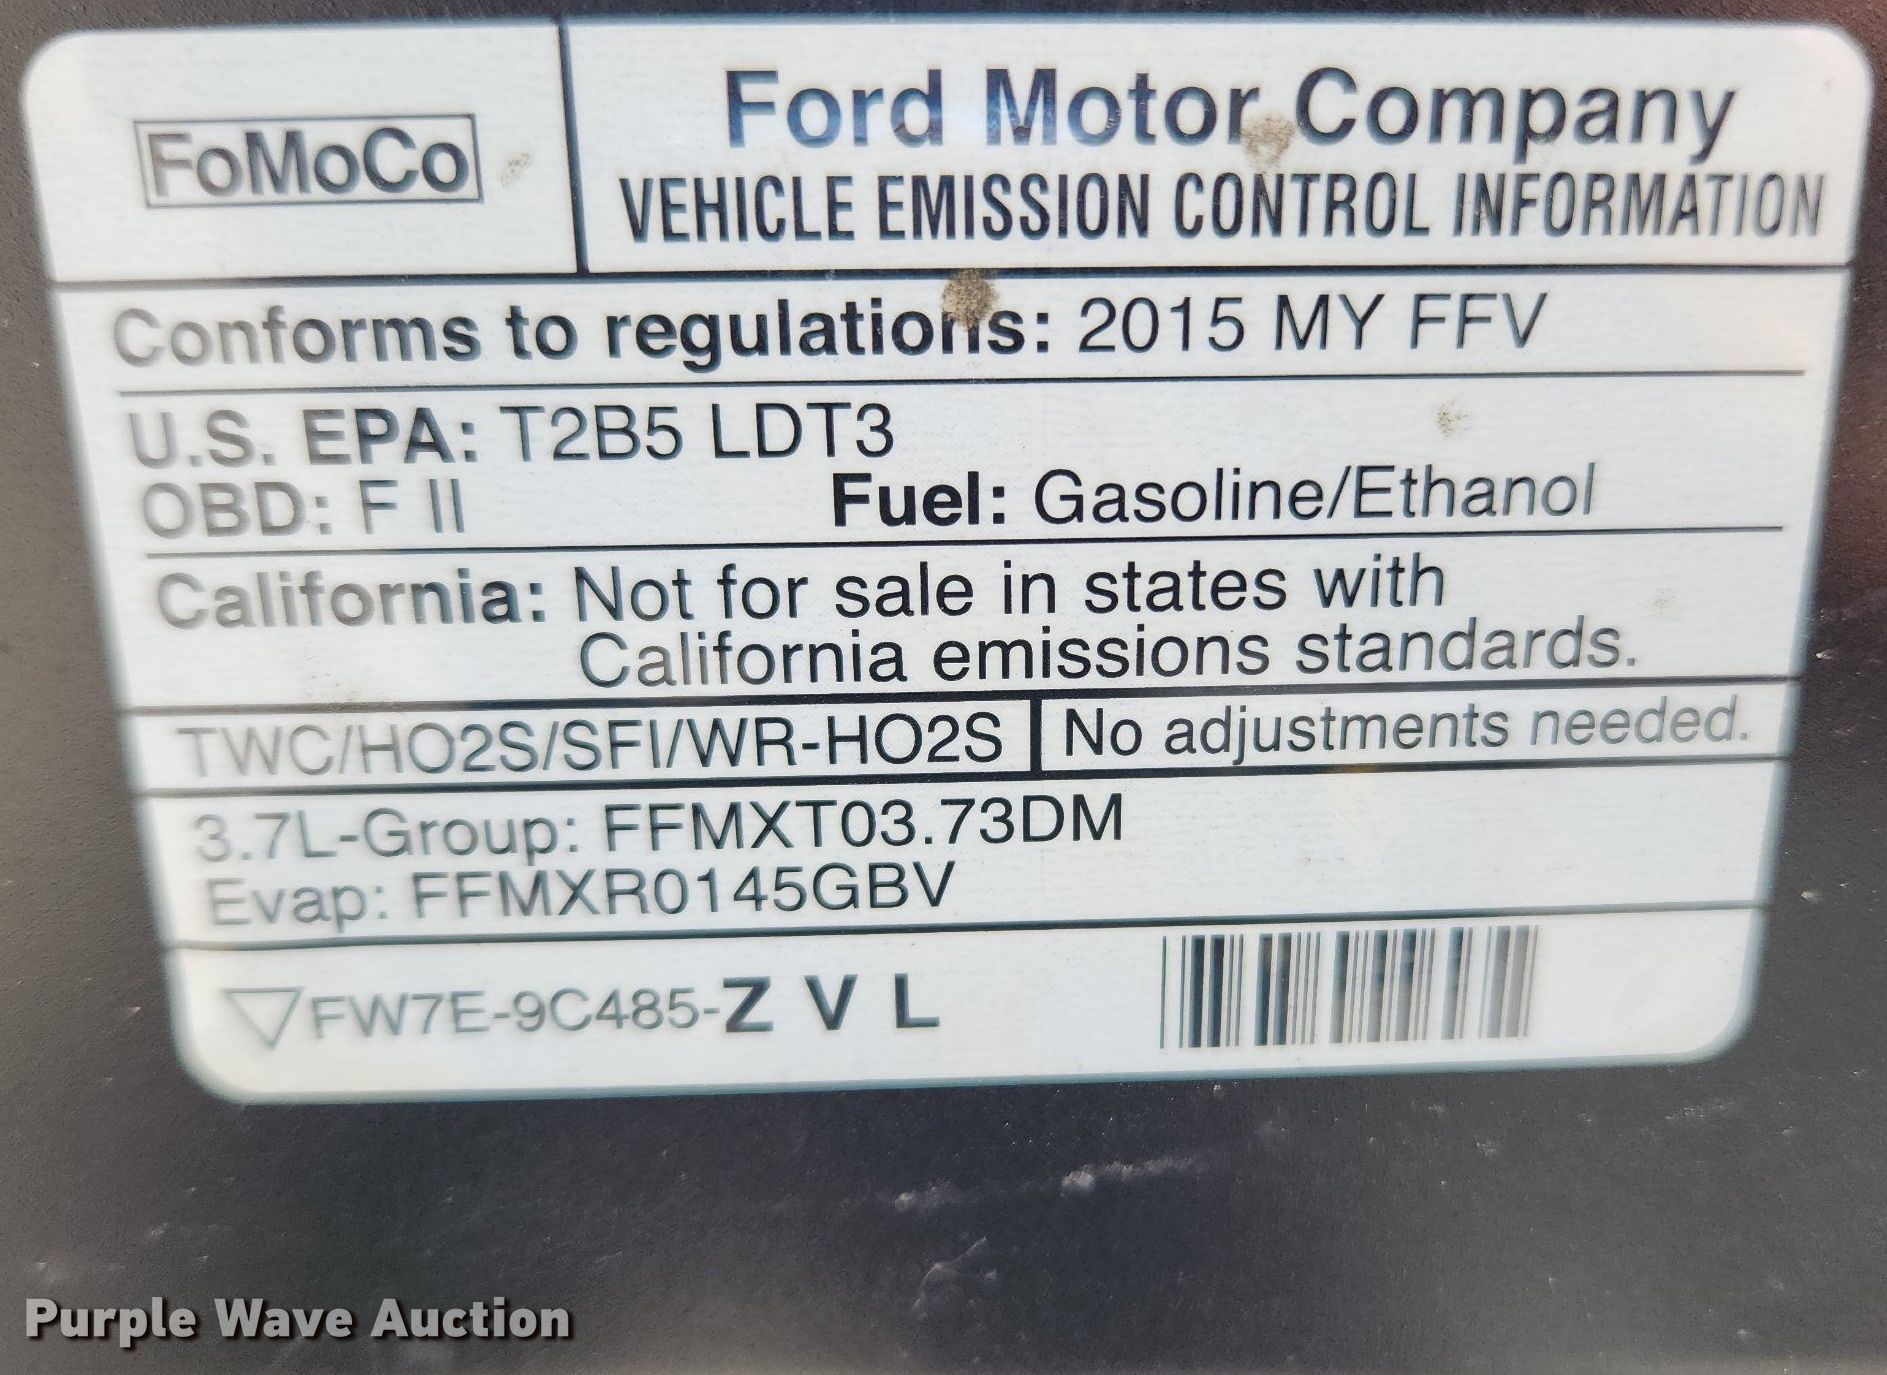 FoMoCo
Ford Motor Company
VEHICLE EMISSION CONTROL INFORMATION
Conforms to regulations: 2015 MY FFV
U.S. EPA: T2B5 LDT3
OBD: F II Fuel: Gasoline/Ethanol
California: Not for sale in states with
California emissions standards.
TWC/HO2S/SFI/WR-HO2S No adjustments needed.
3.7L-Group: FFMXT03.73DM
Evap: FFMXR0145GBV
FW7E-9C485-Z V L
Purple Wave Auction